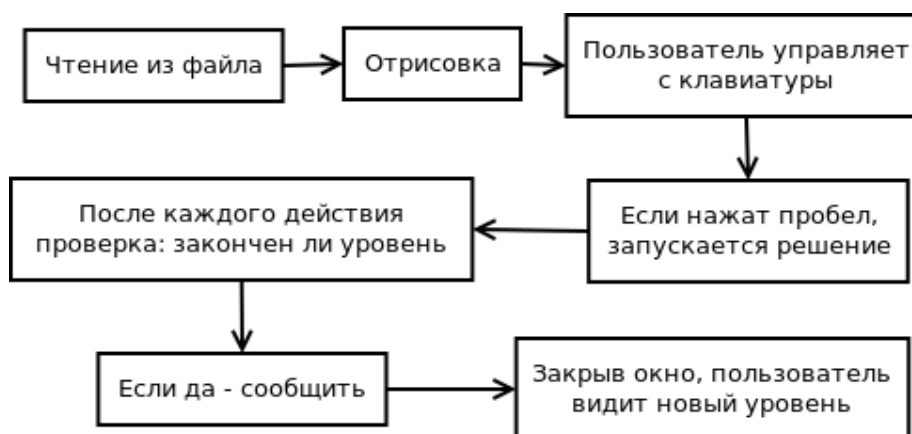 Чтение из файла
Отрисовка
Пользователь управляет
с клавиатуры
Если нажат пробел,
запускается решение
После каждого действия
проверка: закончен ли уровень
Если да - сообщить
Закрыв окно, пользователь
видит новый уровень